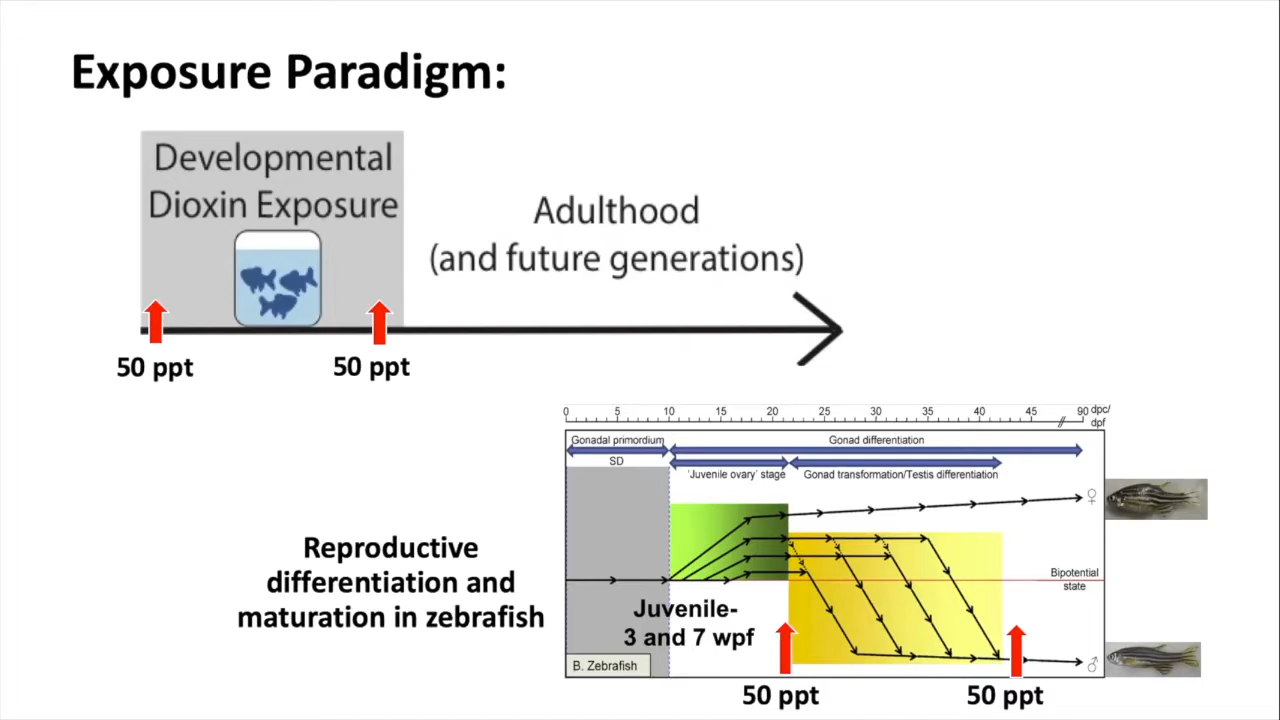 Exposure Paradigm:
Developmental
Dioxin Exposure
Adulthood
(and future generations)
50 ppt
50 ppt
0 5 10 15 20 25 30 35 40 45 90 dpc/
dpf
Gonadal primordium
Gonad differentiation
SD
'Juvenile ovary' stage
Gonad transformation/Testis differentiation
♀
Reproductive
differentiation and
maturation in zebrafish
Bipotential
state
Juvenile-
3 and 7 wpf
B. Zebrafish
♂
50 ppt
50 ppt